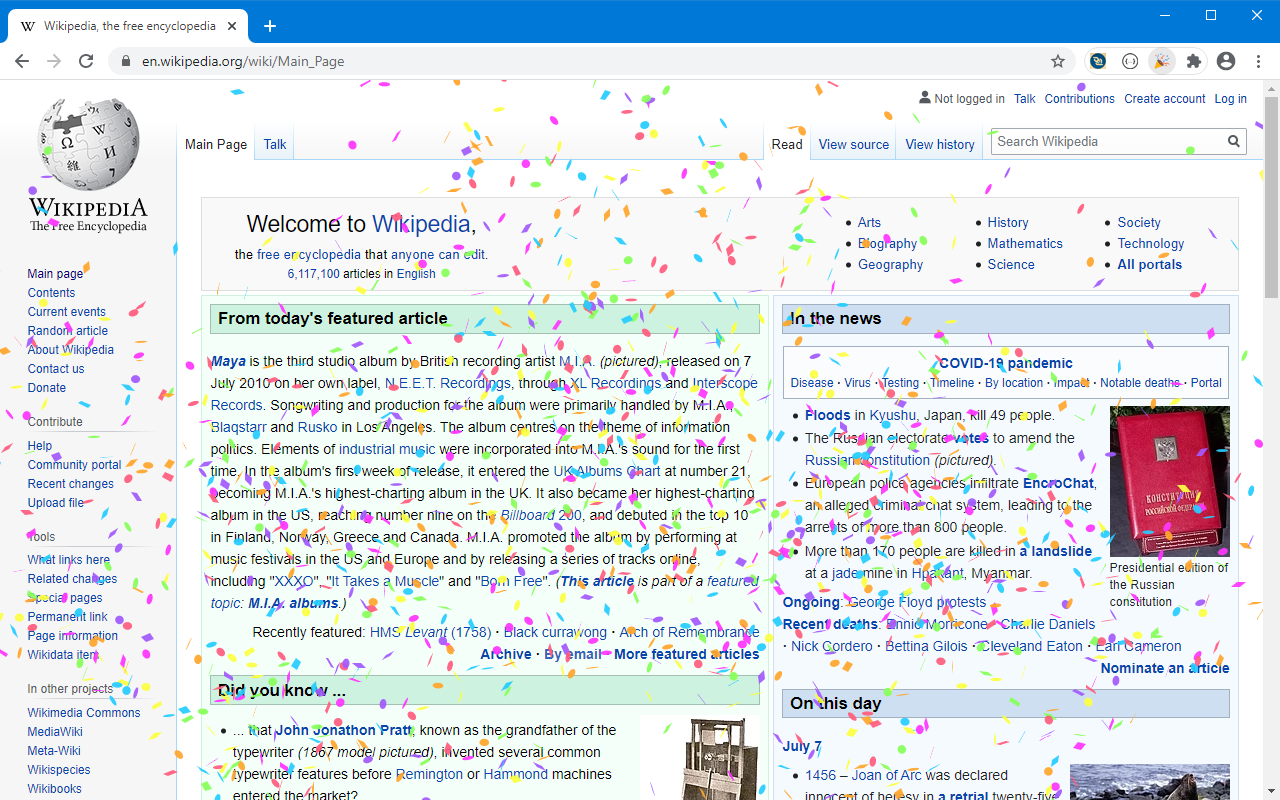 Wikipedia, the free encyclopedia
en.wikipedia.org/wiki/Main_Page
Not logged in Talk Contributions Create account Log in
Main Page Talk Read View source View history Search Wikipedia
WIKIPEDIA
The Free Encyclopedia
Main page
Contents
Current events
Random article
About Wikipedia
Contact us
Donate
Contribute
Help
Community portal
Recent changes
Upload file
Tools
What links here
Related changes
Special pages
Permanent link
Page information
Wikidata item
In other projects
Wikimedia Commons
MediaWiki
Meta-Wiki
Wikispecies
Wikibooks
Welcome to Wikipedia,
the free encyclopedia that anyone can edit.
6,117,100 articles in English
Arts
Biography
Geography
History
Mathematics
Science
Society
Technology
All portals
From today's featured article
Maya is the third studio album by British recording artist M.I.A. (pictured), released on 7
July 2010 on her own label, N.E.E.T. Recordings, through XL Recordings and Interscope
Records. Songwriting and production for the album were primarily handled by M.I.A.,
Blaqstarr and Rusko in Los Angeles. The album centres on the theme of information
politics. Elements of industrial music were incorporated into M.I.A.'s sound for the first
time. In the album's first week of release, it entered the UK Albums Chart at number 21,
becoming M.I.A.'s highest-charting album in the UK. It also became her highest-charting
album in the US, reaching number nine on the Billboard 200, and debuted in the top 10
in Finland, Norway, Greece and Canada. M.I.A. promoted the album by performing at
music festivals in the US and Europe and by releasing a series of tracks online,
including "XXXO", "It Takes a Muscle" and "Born Free". (This article is part of a featured
topic: M.I.A. albums.)
Recently featured: HMS Levant (1758) · Black currawong · Arch of Remembrance
Archive · By email · More featured articles
Did you know ...
... that John Jonathon Pratt, known as the grandfather of the
typewriter (1867 model pictured), invented several common
typewriter features before Remington or Hammond machines
entered the market?
In the news
COVID-19 pandemic
Disease · Virus · Testing · Timeline · By location · Impact · Notable deaths · Portal
Floods in Kyushu, Japan, kill 49 people.
The Russian electorate votes to amend the
Russian constitution (pictured).
European police agencies infiltrate EncroChat,
an alleged criminal chat system, leading to the
arrests of more than 800 people.
More than 170 people are killed in a landslide
at a jade mine in Hpakant, Myanmar.
КОНСТИТУЦИЯ
РОССИЙСКОЙ ФЕДЕРАЦИИ
Presidential edition of
the Russian
constitution
Ongoing: George Floyd protests
Recent deaths: Ennio Morricone · Charlie Daniels
· Nick Cordero · Bettina Gilois · Cleveland Eaton · Earl Cameron
Nominate an article
On this day
July 7
1456 – Joan of Arc was declared
innocent of heresy in a retrial twenty-five